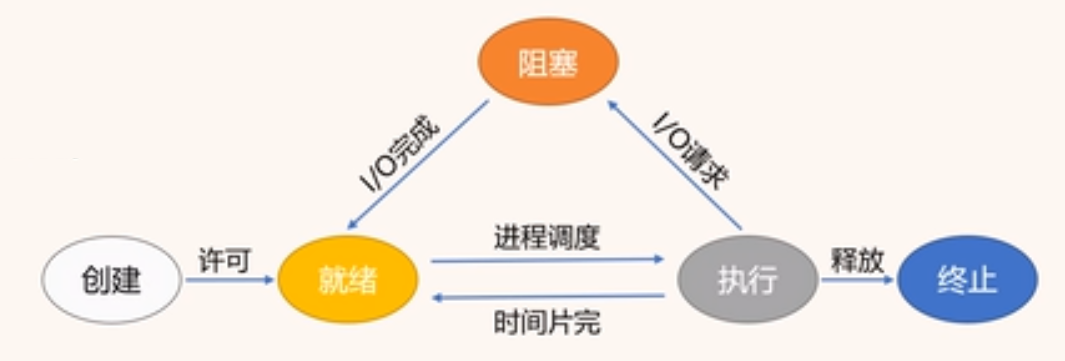 阻塞
I/O完成
I/O请求
进程调度
创建
许可
就绪
执行
释放
终止
时间片完